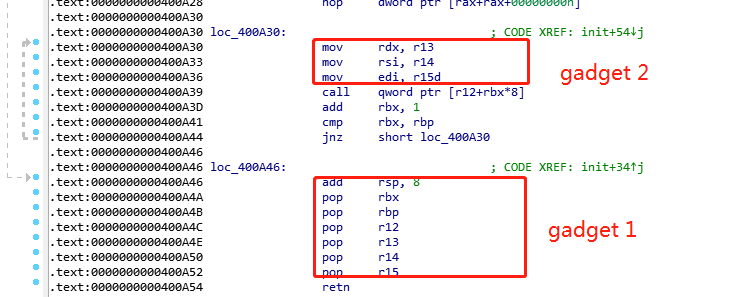 .text:0000000000400A28 nop dword ptr [rax+rax+00000000h]
.text:0000000000400A30
.text:0000000000400A30 loc_400A30: ; CODE XREF: init+54↓j
.text:0000000000400A30 mov rdx, r13
.text:0000000000400A33 mov rsi, r14
.text:0000000000400A36 mov edi, r15d
gadget 2
.text:0000000000400A39 call qword ptr [r12+rbx*8]
.text:0000000000400A3D add rbx, 1
.text:0000000000400A41 cmp rbx, rbp
.text:0000000000400A44 jnz short loc_400A30
.text:0000000000400A46
.text:0000000000400A46 loc_400A46: ; CODE XREF: init+34↑j
.text:0000000000400A46 add rsp, 8
.text:0000000000400A4A pop rbx
.text:0000000000400A4B pop rbp
.text:0000000000400A4C pop r12
gadget 1
.text:0000000000400A4E pop r13
.text:0000000000400A50 pop r14
.text:0000000000400A52 pop r15
.text:0000000000400A54 retn